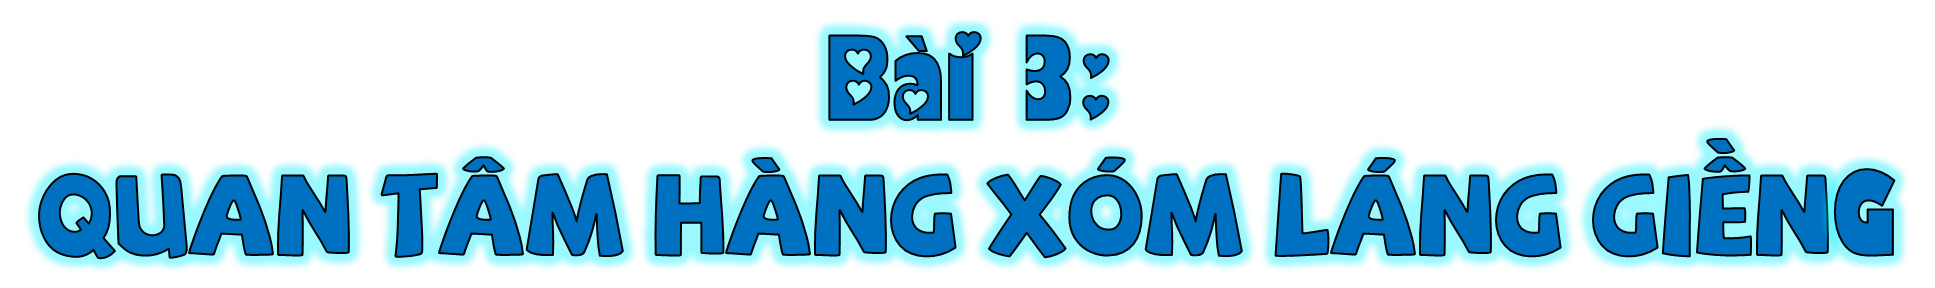 Bài 3:
QUAN TÂM HÀNG XÓM LÁNG GIỀNG